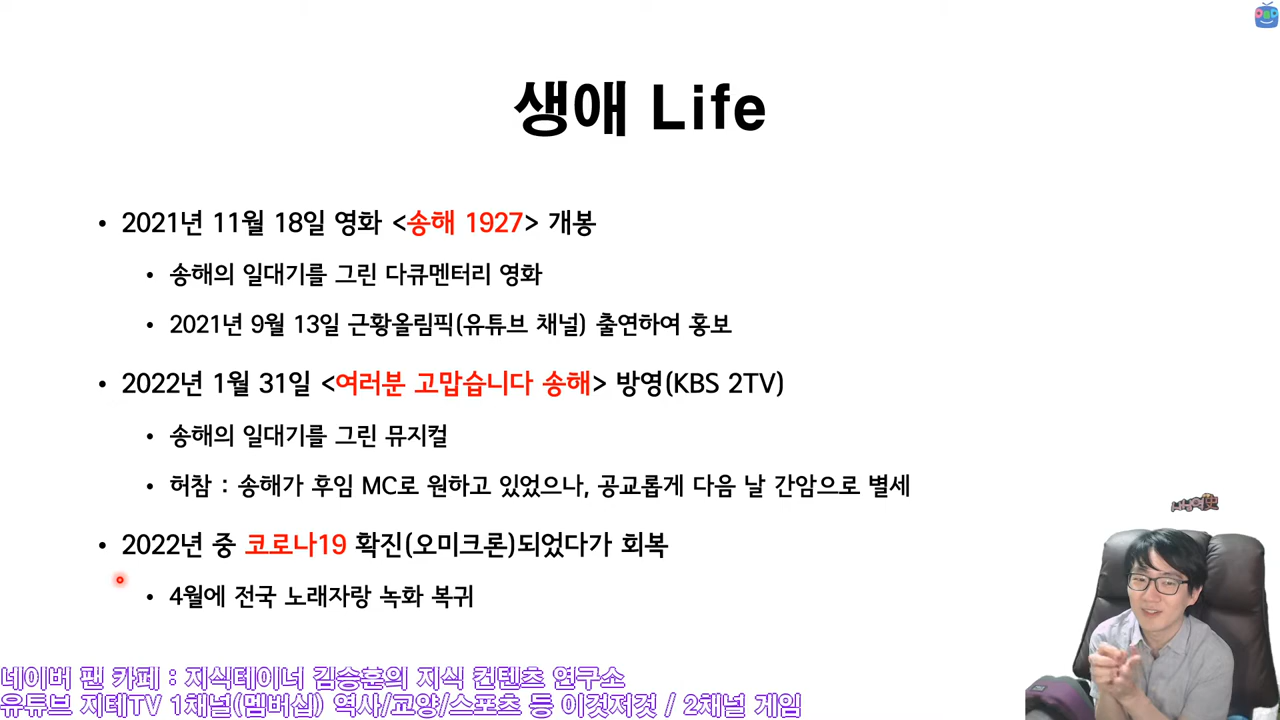 생애 Life
• 2021년 11월 18일 영화 <송해 1927> 개봉
• 송해의 일대기를 그린 다큐멘터리 영화
• 2021년 9월 13일 근황올림픽(유튜브 채널) 출연하여 홍보
• 2022년 1월 31일 <여러분 고맙습니다 송해> 방영(KBS 2TV)
• 송해의 일대기를 그린 뮤지컬
• 허참 : 송해가 후임 MC로 원하고 있었으나, 공교롭게 다음 날 간암으로 별세
• 2022년 중 코로나19 확진(오미크론)되었다가 회복
• 4월에 전국 노래자랑 녹화 복귀
네이버 팬 카페 : 지식테이너 김승훈의 지식 컨텐츠 연구소
유튜브 지테TV 1채널(멤버십) 역사/교양/스포츠 등 이것저것 / 2채널 게임